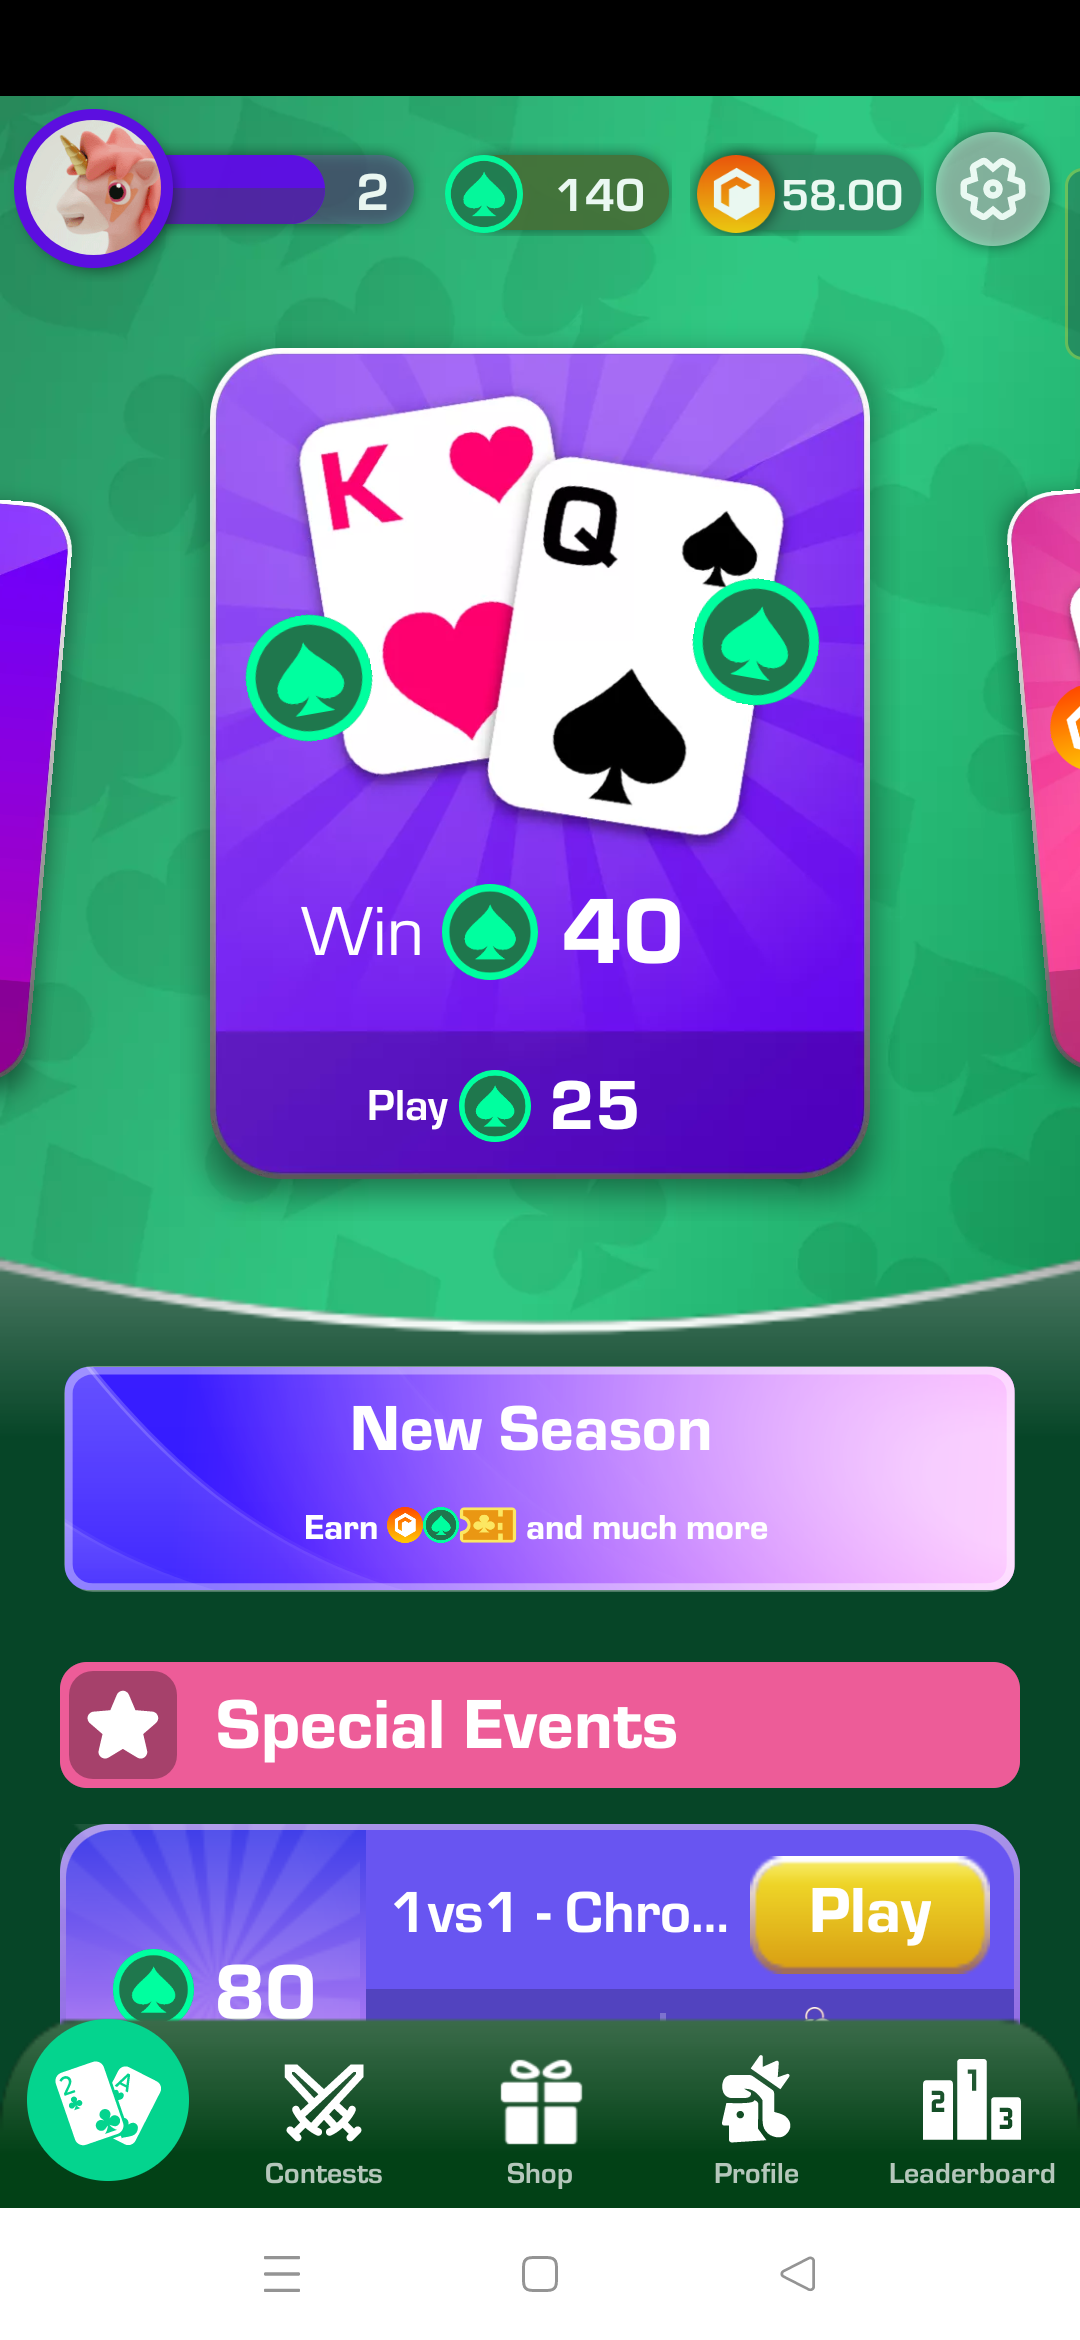 2
140
58.00
K
Q
Win 40
Play 25
New Season
Earn and much more
Special Events
1vs1 - Chro...
Play
80
2 A
2 1 3
Contests
Shop
Profile
Leaderboard